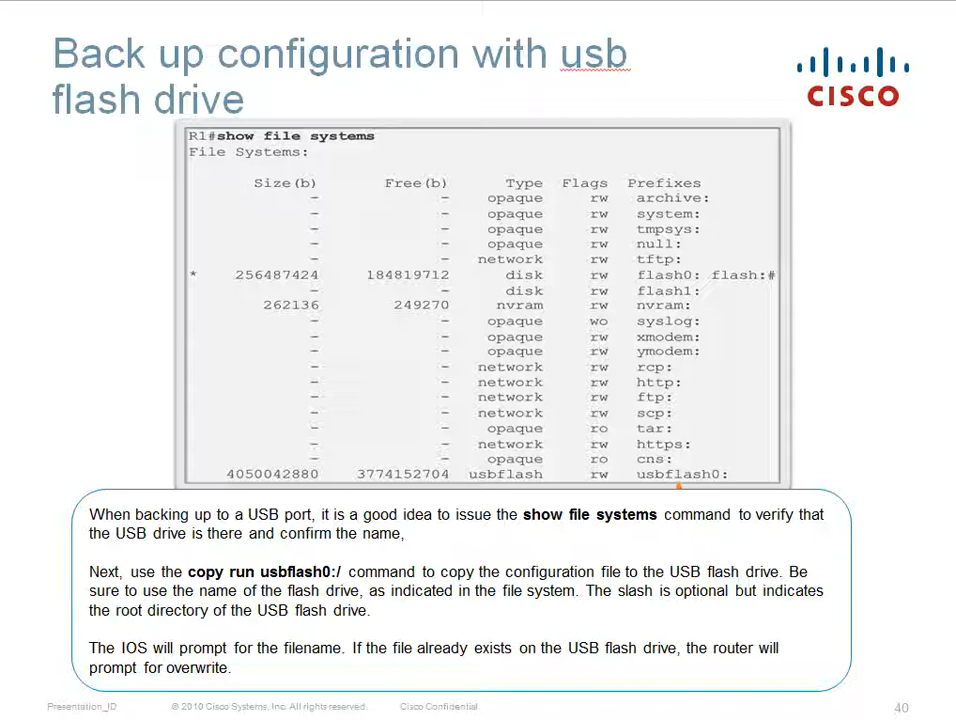 Back up configuration with usb
flash drive
CISCO
R1#show file systems
File Systems:
Size(b) Free(b) Type Flags Prefixes
- - opaque rw archive:
- - opaque rw system:
- - opaque rw tmpsys:
- - opaque rw null:
- - network rw tftp:
* 256487424 184819712 disk rw flash0: flash:#
- - disk rw flash1:
262136 249270 nvram rw nvram:
- - opaque wo syslog:
- - opaque rw xmodem:
- - opaque rw ymodem:
- - network rw rcp:
- - network rw http:
- - network rw ftp:
- - network rw scp:
- - opaque ro tar:
- - network rw https:
- - opaque ro cns:
4050042880 3774152704 usbflash rw usbflash0:
When backing up to a USB port, it is a good idea to issue the show file systems command to verify that
the USB drive is there and confirm the name,
Next, use the copy run usbflash0:/ command to copy the configuration file to the USB flash drive. Be
sure to use the name of the flash drive, as indicated in the file system. The slash is optional but indicates
the root directory of the USB flash drive.
The IOS will prompt for the filename. If the file already exists on the USB flash drive, the router will
prompt for overwrite.
Presentation_ID © 2010 Cisco Systems, Inc. All rights reserved. Cisco Confidential 40